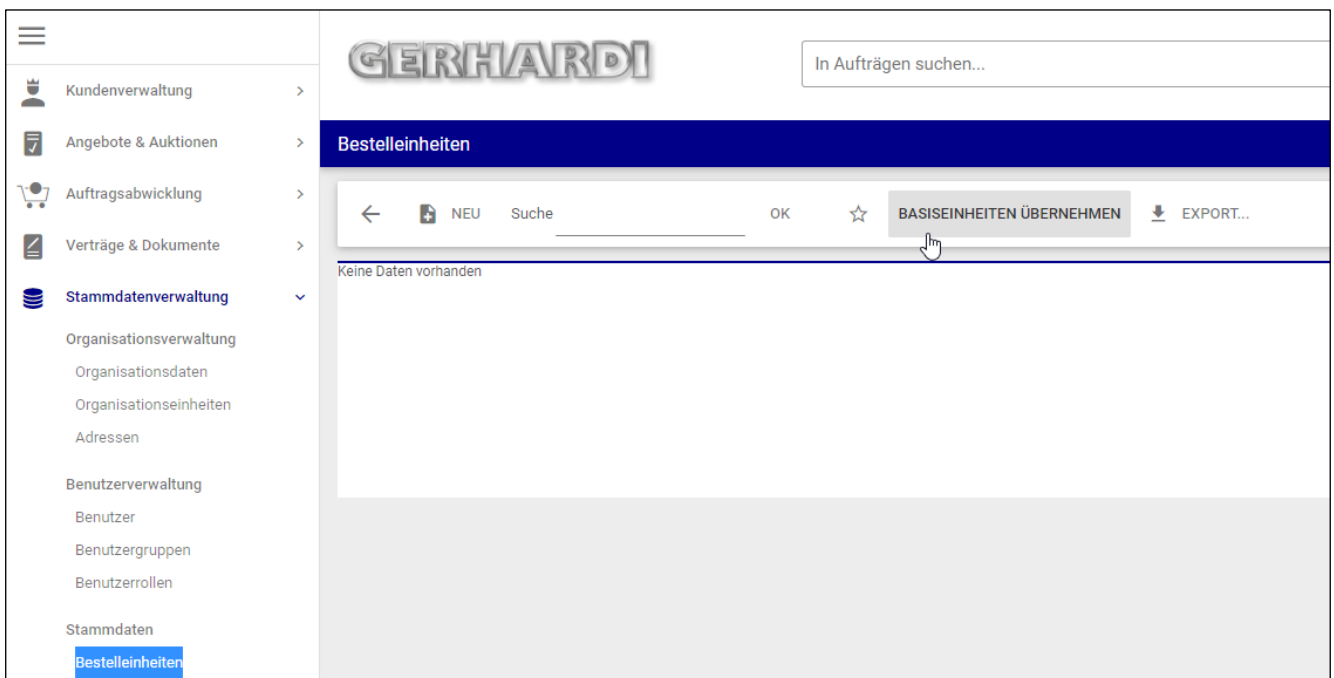 GERHARDI
In Aufträgen suchen...
Kundenverwaltung
Angebote & Auktionen
Auftragsabwicklung
Verträge & Dokumente
Stammdatenverwaltung
Organisationsverwaltung
Organisationsdaten
Organisationseinheiten
Adressen
Benutzerverwaltung
Benutzer
Benutzergruppen
Benutzerrollen
Stammdaten
Bestelleinheiten
Bestelleinheiten
NEU Suche OK BASISEINHEITEN ÜBERNEHMEN EXPORT...
Keine Daten vorhanden